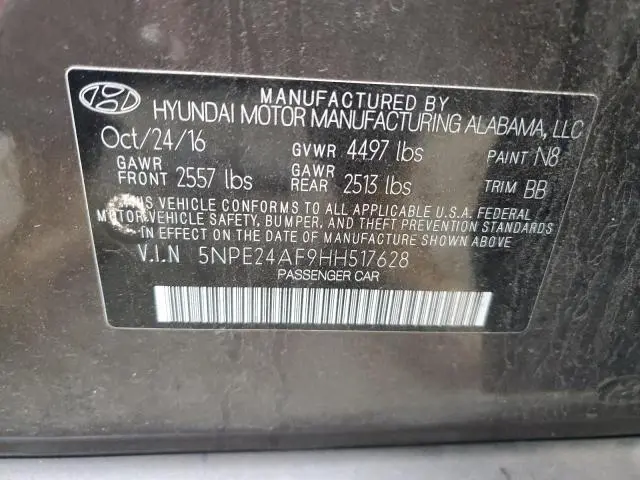 MANUFACTURED BY
HYUNDAI MOTOR MANUFACTURING ALABAMA, LLC
Oct/24/16 GVWR 4497 lbs PAINT N8
GAWR FRONT 2557 lbs GAWR REAR 2513 lbs TRIM BB
THIS VEHICLE CONFORMS TO ALL APPLICABLE U.S.A. FEDERAL
MOTOR VEHICLE SAFETY, BUMPER, AND THEFT PREVENTION STANDARDS
IN EFFECT ON THE DATE OF MANUFACTURE SHOWN ABOVE.
V.I.N 5NPE24AF9HH517628
PASSENGER CAR